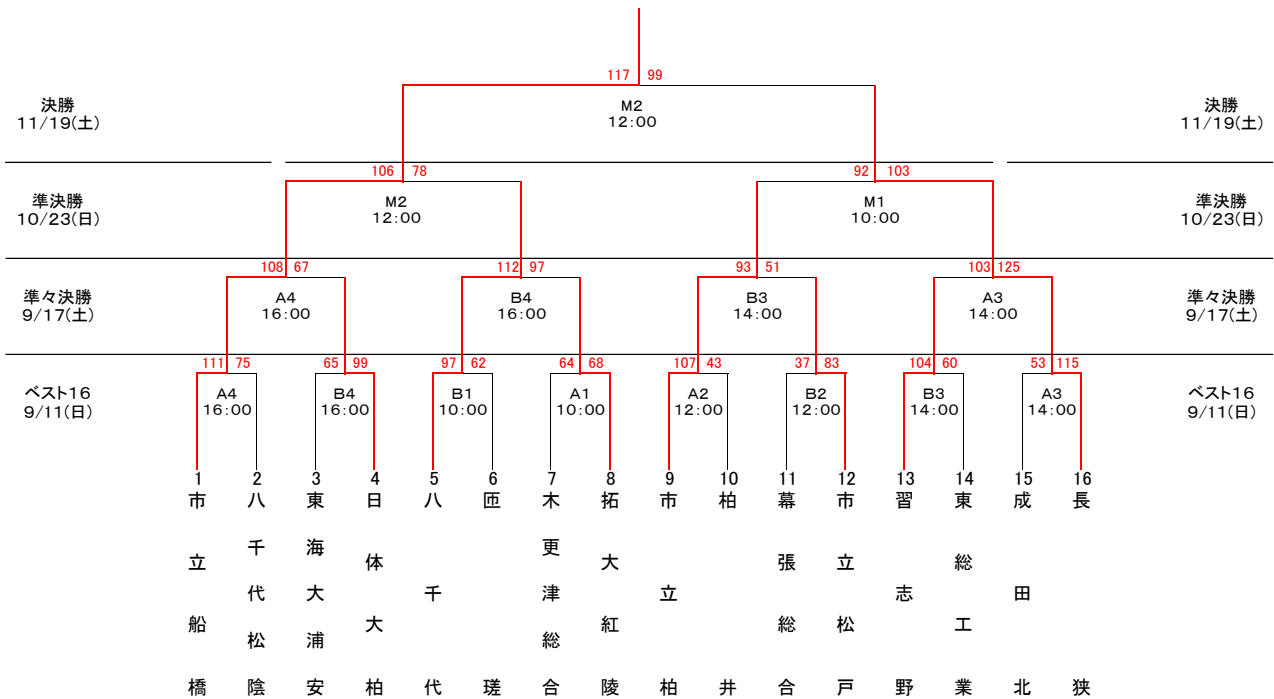 117 99
決勝
11/19(土)
M2
12:00
決勝
11/19(土)
106 78
92 103
準決勝
10/23(日)
M2
12:00
M1
10:00
準決勝
10/23(日)
108 67
112 97
93 51
103 125
準々決勝
9/17(土)
A4
16:00
B4
16:00
B3
14:00
A3
14:00
準々決勝
9/17(土)
111 75
65 99
97 62
64 68
107 43
37 83
104 60
53 115
ベスト16
9/11(日)
A4
16:00
B4
16:00
B1
10:00
A1
10:00
A2
12:00
B2
12:00
B3
14:00
A3
14:00
ベスト16
9/11(日)
1
市立船橋
2
八千代松陰
3
東海大浦安
4
日体大柏
5
八千代
6
匝瑳
7
木更津総合
8
拓大紅陵
9
市立柏
10
柏井
11
幕張総合
12
市立松戸
13
習志野
14
東総工業
15
成田北
16
長狭